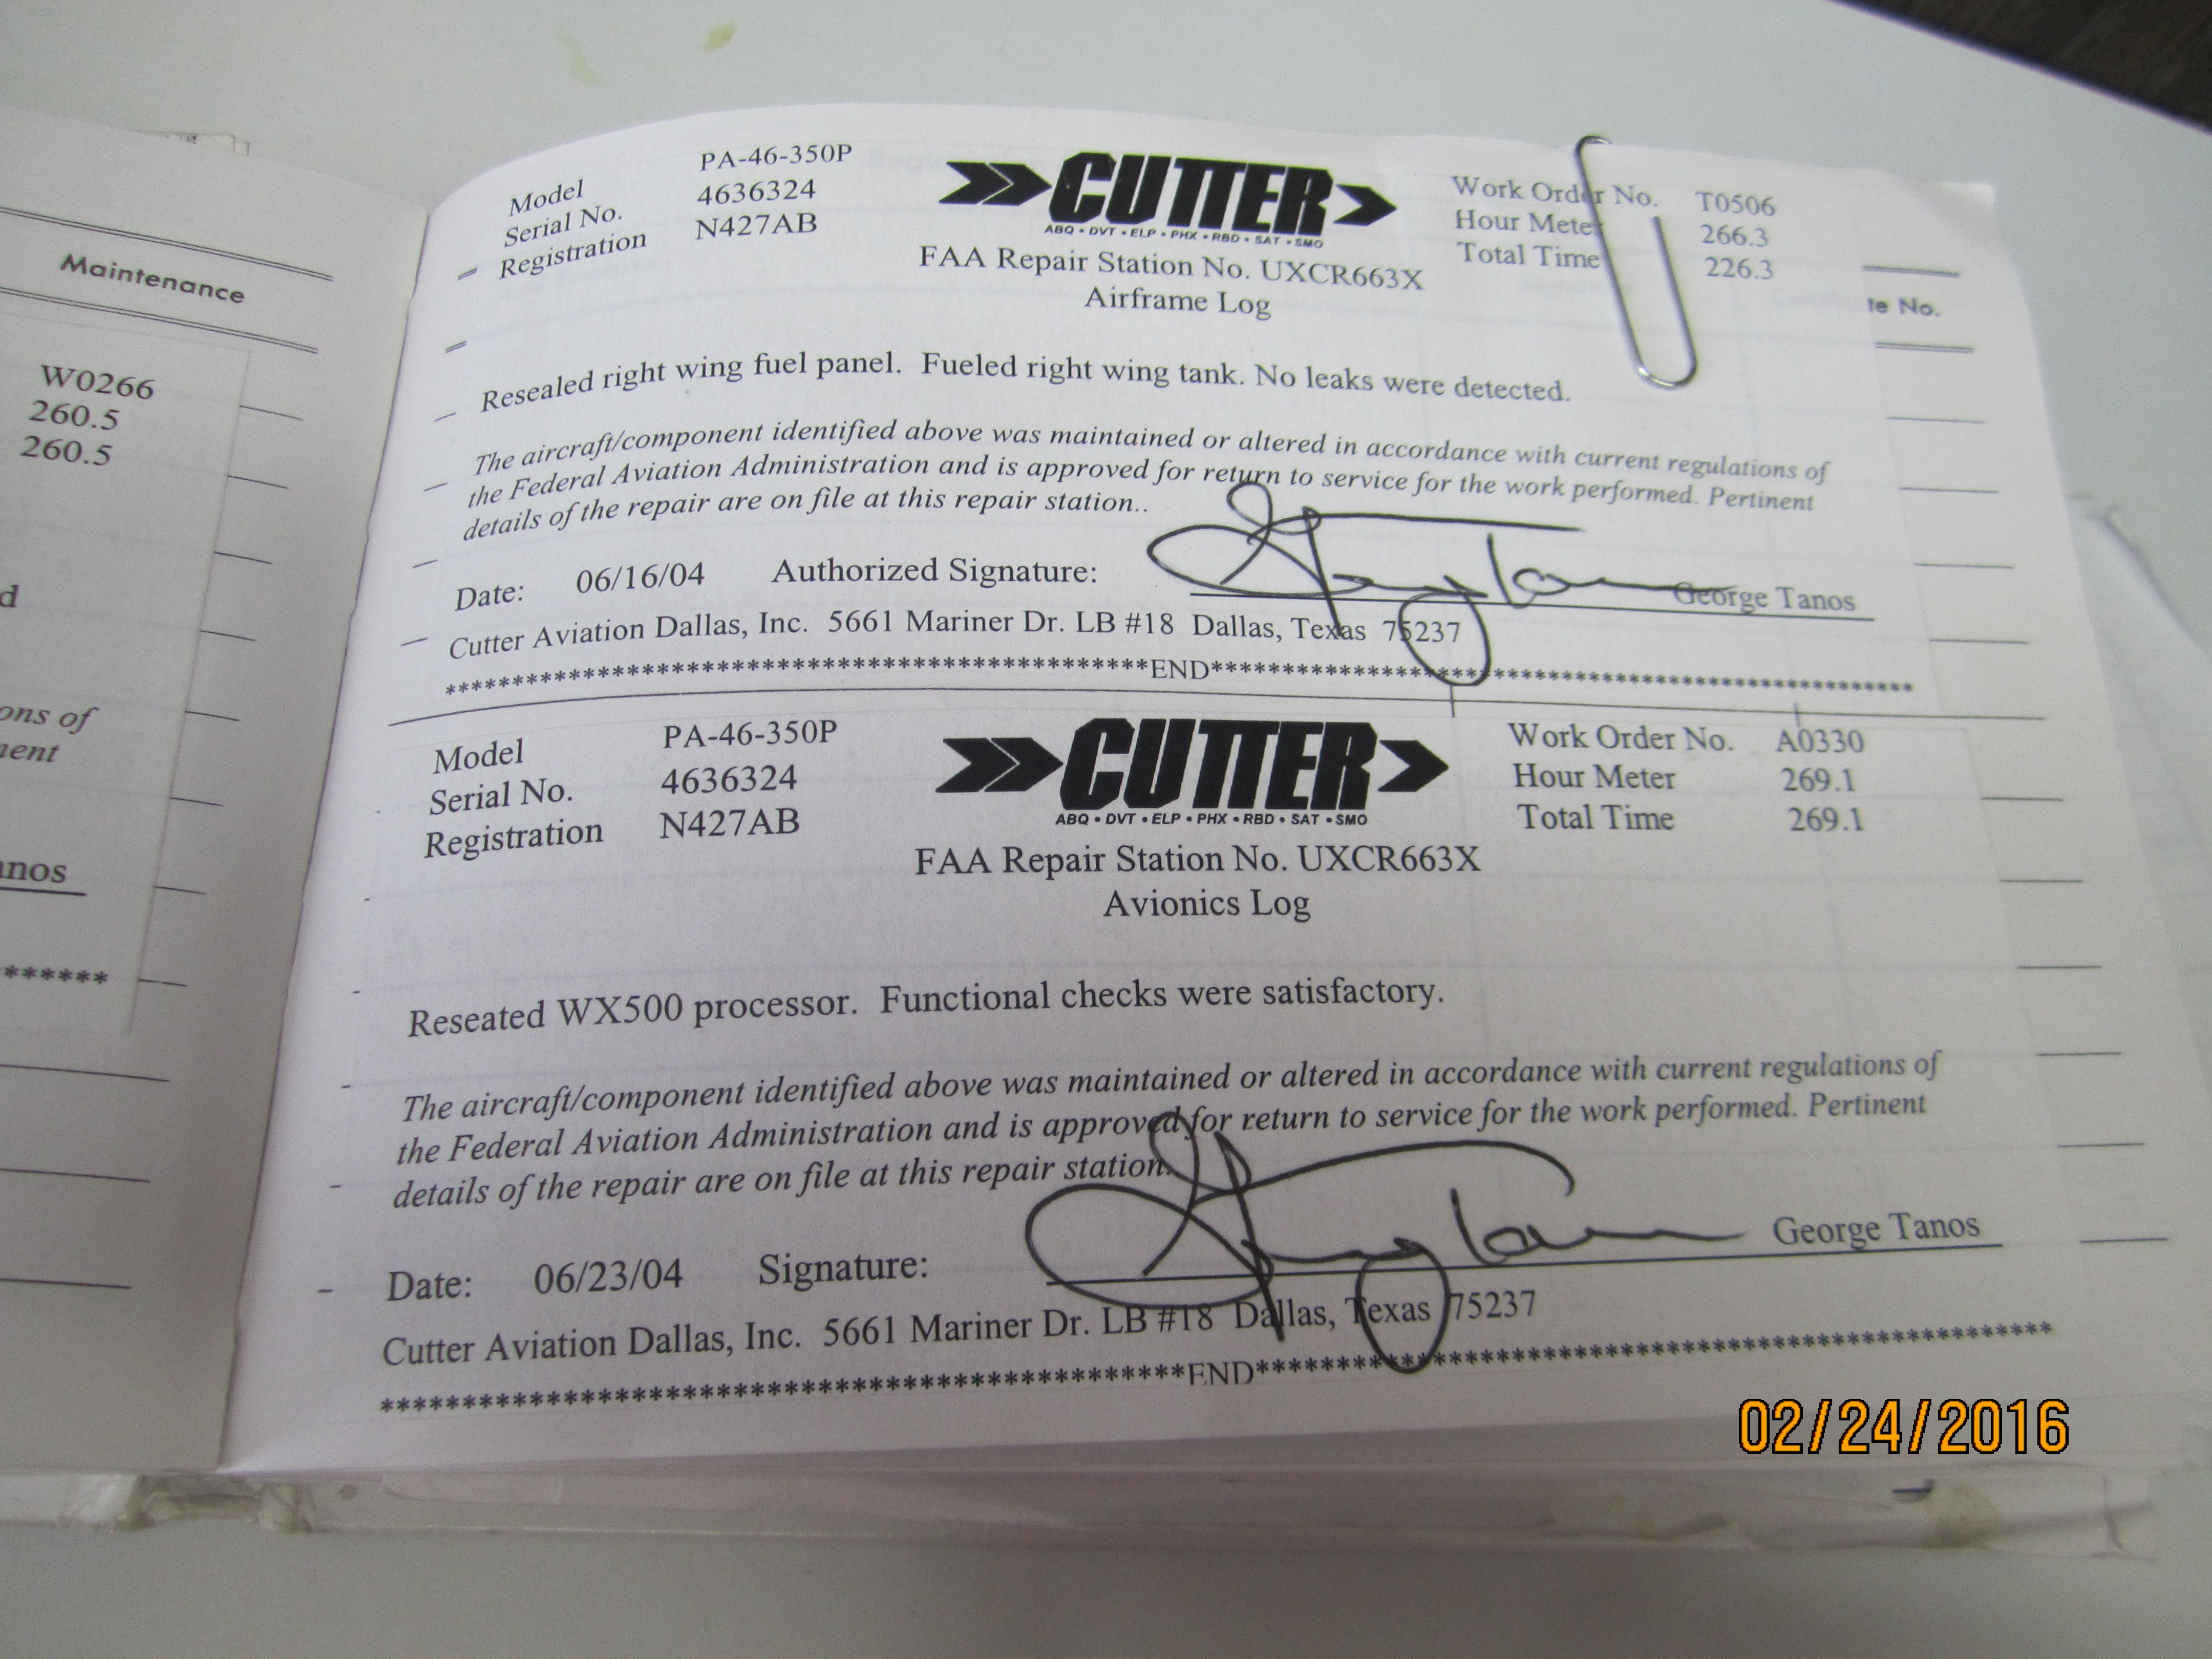 Maintenance
W0266
260.5
260.5
d
ons of
nent
nos
******
Model PA-46-350P
Serial No. 4636324
Registration N427AB
CUTTER
ABQ • DVT • ELP • PHX • RBD • SAT • SMO
FAA Repair Station No. UXCR663X
Airframe Log
Work Order No. T0506
Hour Meter 266.3
Total Time 226.3
te No.
Resealed right wing fuel panel. Fueled right wing tank. No leaks were detected.
The aircraft/component identified above was maintained or altered in accordance with current regulations of
the Federal Aviation Administration and is approved for return to service for the work performed. Pertinent
details of the repair are on file at this repair station..
Date: 06/16/04 Authorized Signature: George Tanos
Cutter Aviation Dallas, Inc. 5661 Mariner Dr. LB #18 Dallas, Texas 75237
END
Model PA-46-350P
Serial No. 4636324
Registration N427AB
CUTTER
ABQ • DVT • ELP • PHX • RBD • SAT • SMO
FAA Repair Station No. UXCR663X
Avionics Log
Work Order No. A0330
Hour Meter 269.1
Total Time 269.1
Reseated WX500 processor. Functional checks were satisfactory.
The aircraft/component identified above was maintained or altered in accordance with current regulations of
the Federal Aviation Administration and is approved for return to service for the work performed. Pertinent
details of the repair are on file at this repair station.
Date: 06/23/04 Signature: George Tanos
Cutter Aviation Dallas, Inc. 5661 Mariner Dr. LB #18 Dallas, Texas 75237
END
02/24/2016